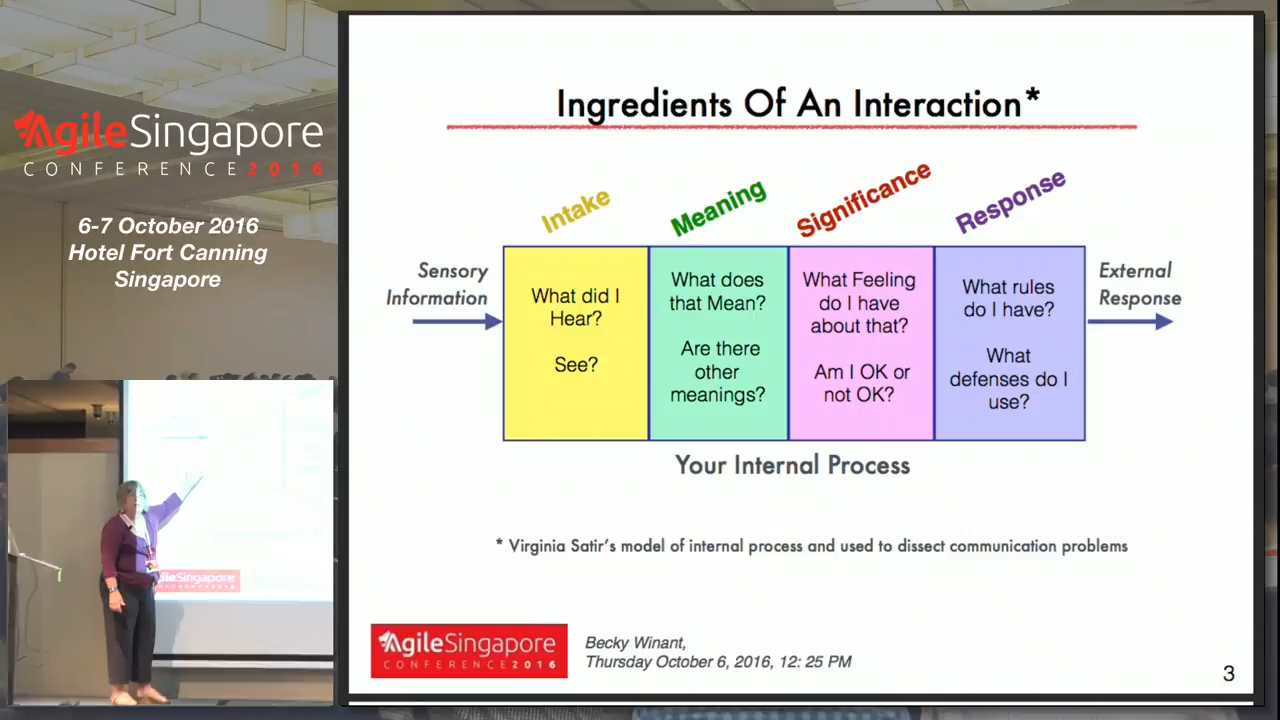 AgileSingapore
CONFERENCE 2016
6-7 October 2016
Hotel Fort Canning
Singapore
Ingredients Of An Interaction*
Intake
Meaning
Significance
Response
Sensory
Information
What did I
Hear?
See?
What does
that Mean?
Are there
other
meanings?
What Feeling
do I have
about that?
Am I OK or
not OK?
What rules
do I have?
What
defenses do I
use?
External
Response
Your Internal Process
* Virginia Satir's model of internal process and used to dissect communication problems
AgileSingapore
CONFERENCE 2016
Becky Winant,
Thursday October 6, 2016, 12: 25 PM
3
ileSingapore